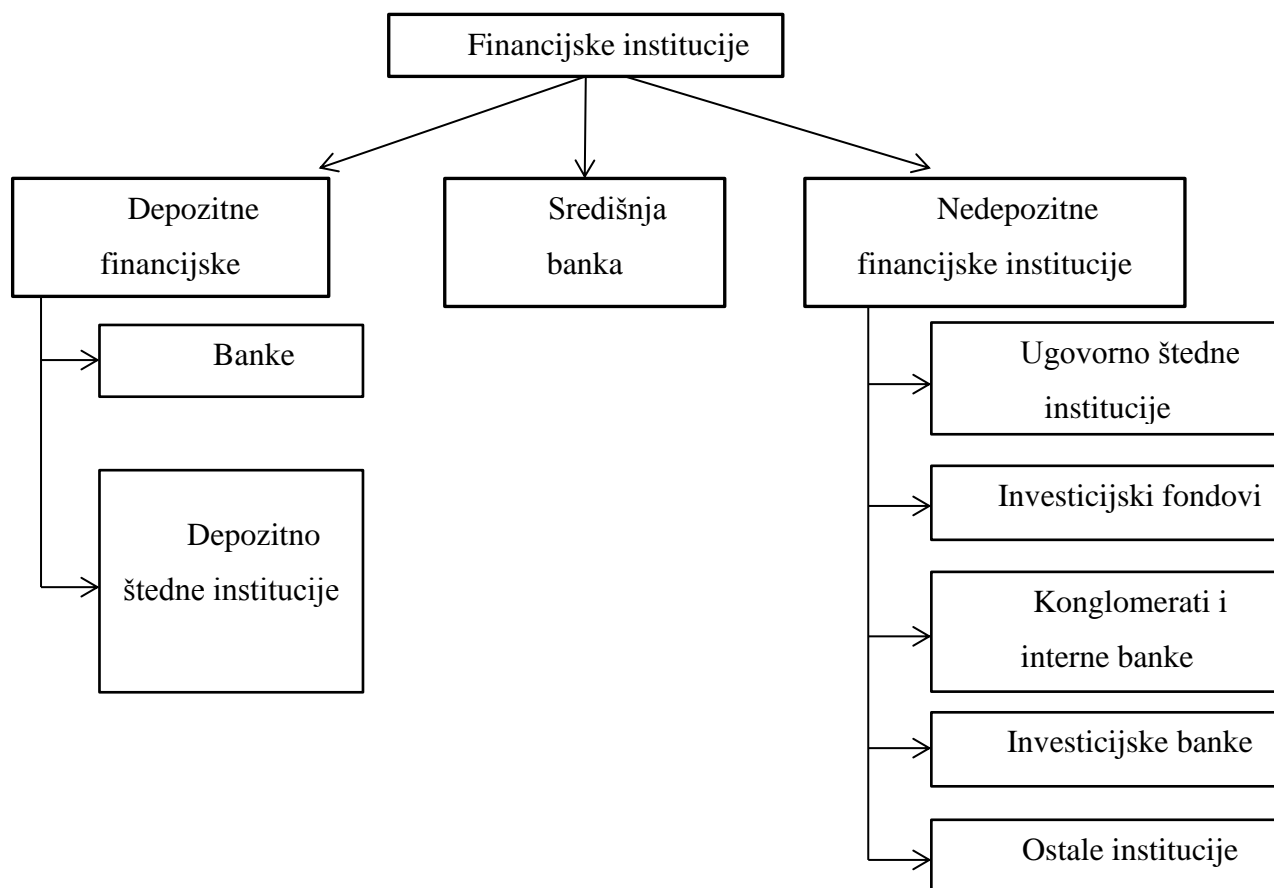 Financijske institucije
Depozitne
financijske
Središnja
banka
Nedepozitne
financijske institucije
Banke
Depozitno
štedne institucije
Ugovorno štedne
institucije
Investicijski fondovi
Konglomerati i
interne banke
Investicijske banke
Ostale institucije